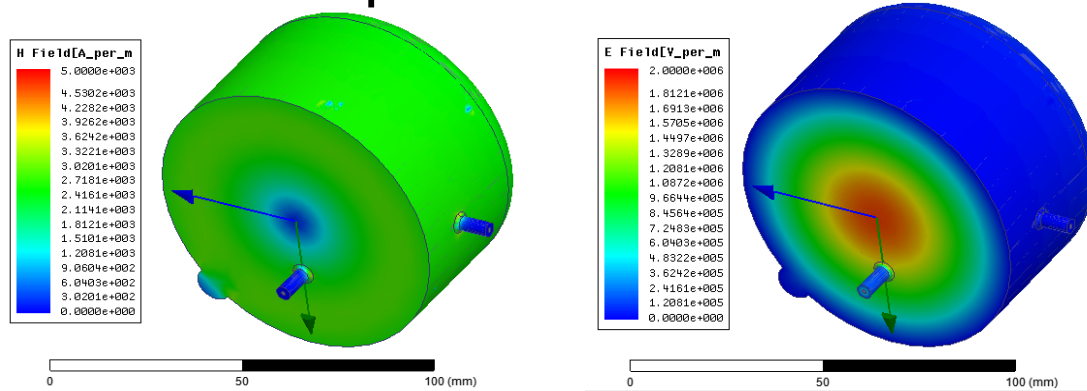 H Field[A_per_m
5.0000e+003
4.5302e+003
4.2282e+003
3.9262e+003
3.6242e+003
3.3221e+003
3.0201e+003
2.7181e+003
2.4161e+003
2.1141e+003
1.8121e+003
1.5101e+003
1.2081e+003
9.0604e+002
6.0403e+002
3.0201e+002
0.0000e+000
0
50
100 (mm)
E Field[V_per_m
2.0000e+006
1.8121e+006
1.6913e+006
1.5705e+006
1.4497e+006
1.3289e+006
1.2081e+006
1.0872e+006
9.6644e+005
8.4564e+005
7.2483e+005
6.0403e+005
4.8322e+005
3.6242e+005
2.4161e+005
1.2081e+005
0.0000e+000
0
50
100 (mm)